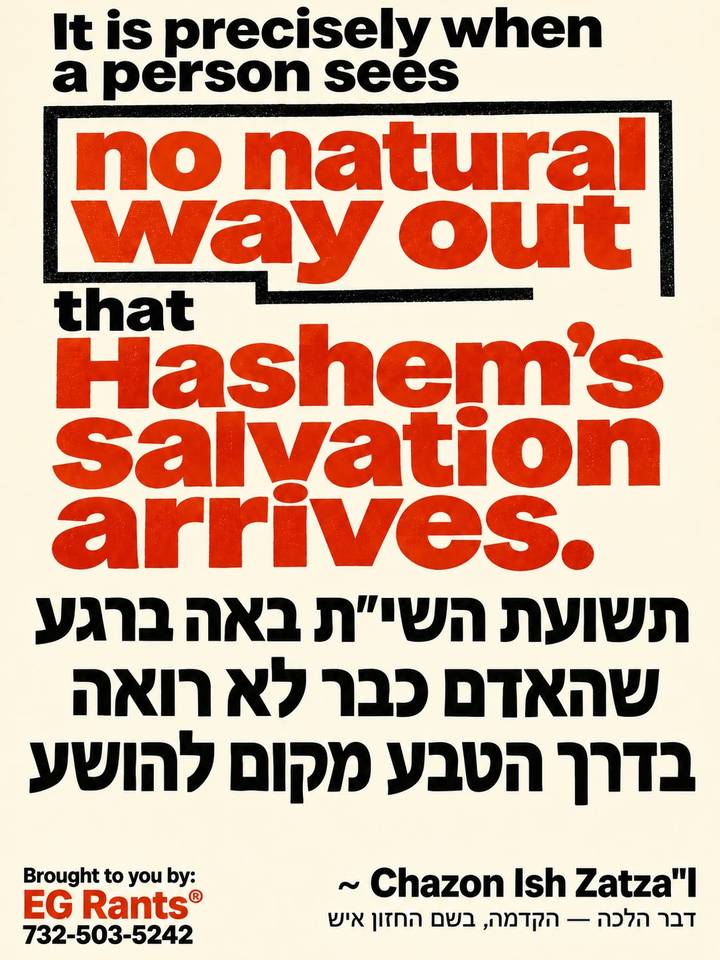 It is precisely when
a person sees
no natural
way out
that
Hashem's
salvation
arrives.
תשועת השי"ת באה ברגע
שהאדם כבר לא רואה
בדרך הטבע מקום להושע
Brought to you by:
EG Rants®
732-503-5242
~ Chazon Ish Zatza"l
דבר הלכה — הקדמה, בשם החזון איש